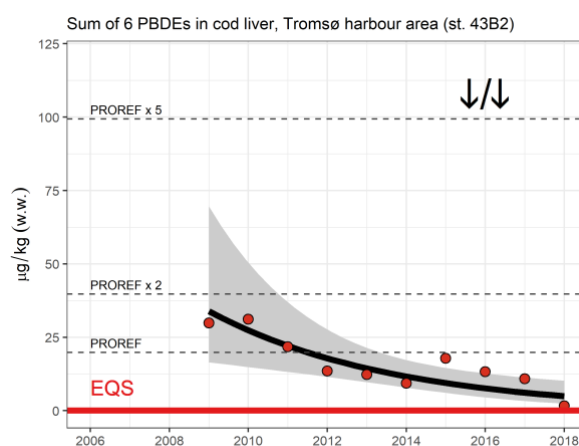 Sum of 6 PBDEs in cod liver, Tromsø harbour area (st. 43B2)
125
↓/↓
PROREF x 5
100
75
μg/kg (w.w.)
50
PROREF x 2
25
PROREF
EQS
0
2006 2008 2010 2012 2014 2016